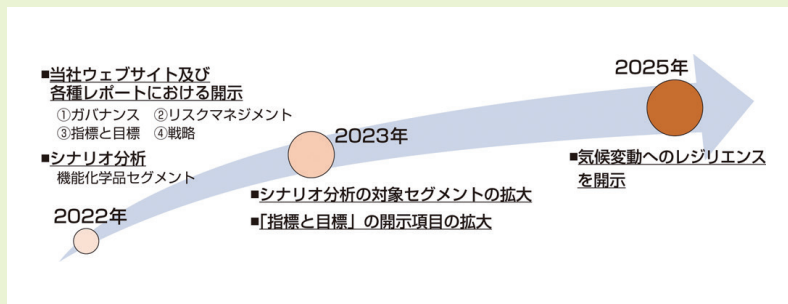 ■当社ウェブサイト及び
各種レポートにおける開示
①ガバナンス ②リスクマネジメント
③指標と目標 ④戦略
■シナリオ分析
機能化学品セグメント
2022年
2023年
■シナリオ分析の対象セグメントの拡大
■「指標と目標」の開示項目の拡大
2025年
■気候変動へのレジリエンス
を開示